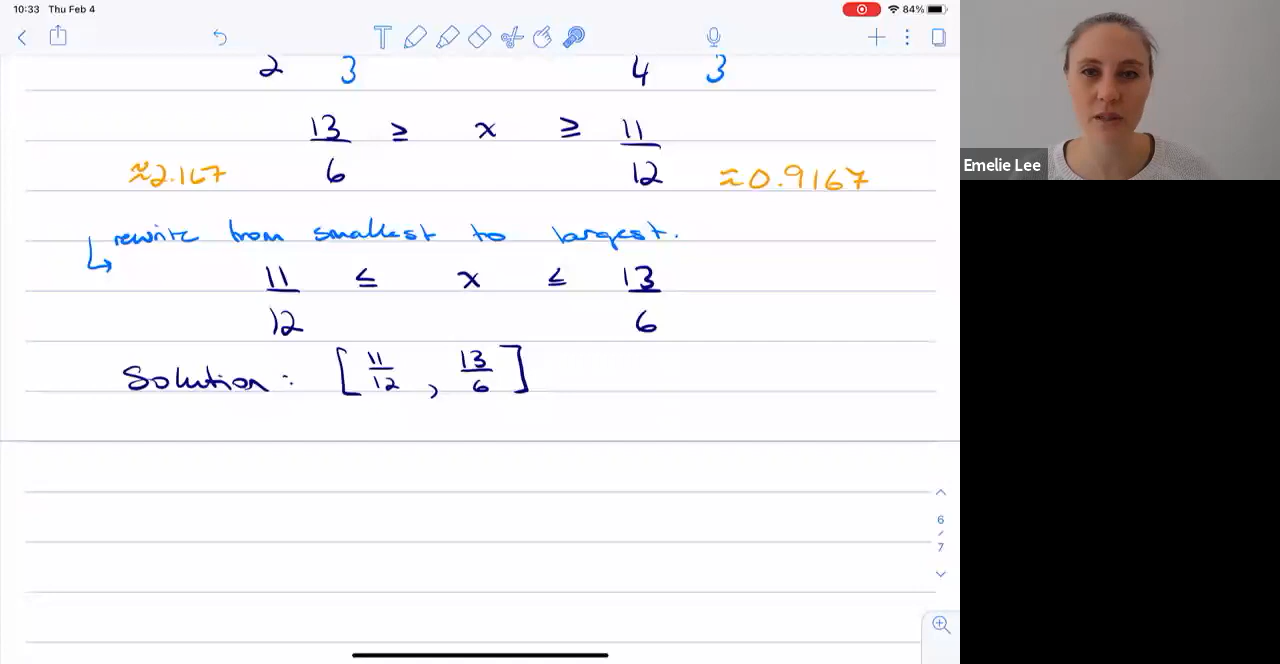 10:33 Thu Feb 4
84%
2 3 4 3
13/6 ≥ x ≥ 11/12
≈2.167 ≈0.9167
rewrite from smallest to largest.
11/12 ≤ x ≤ 13/6
Solution: [11/12, 13/6]
Emelie Lee
6/7